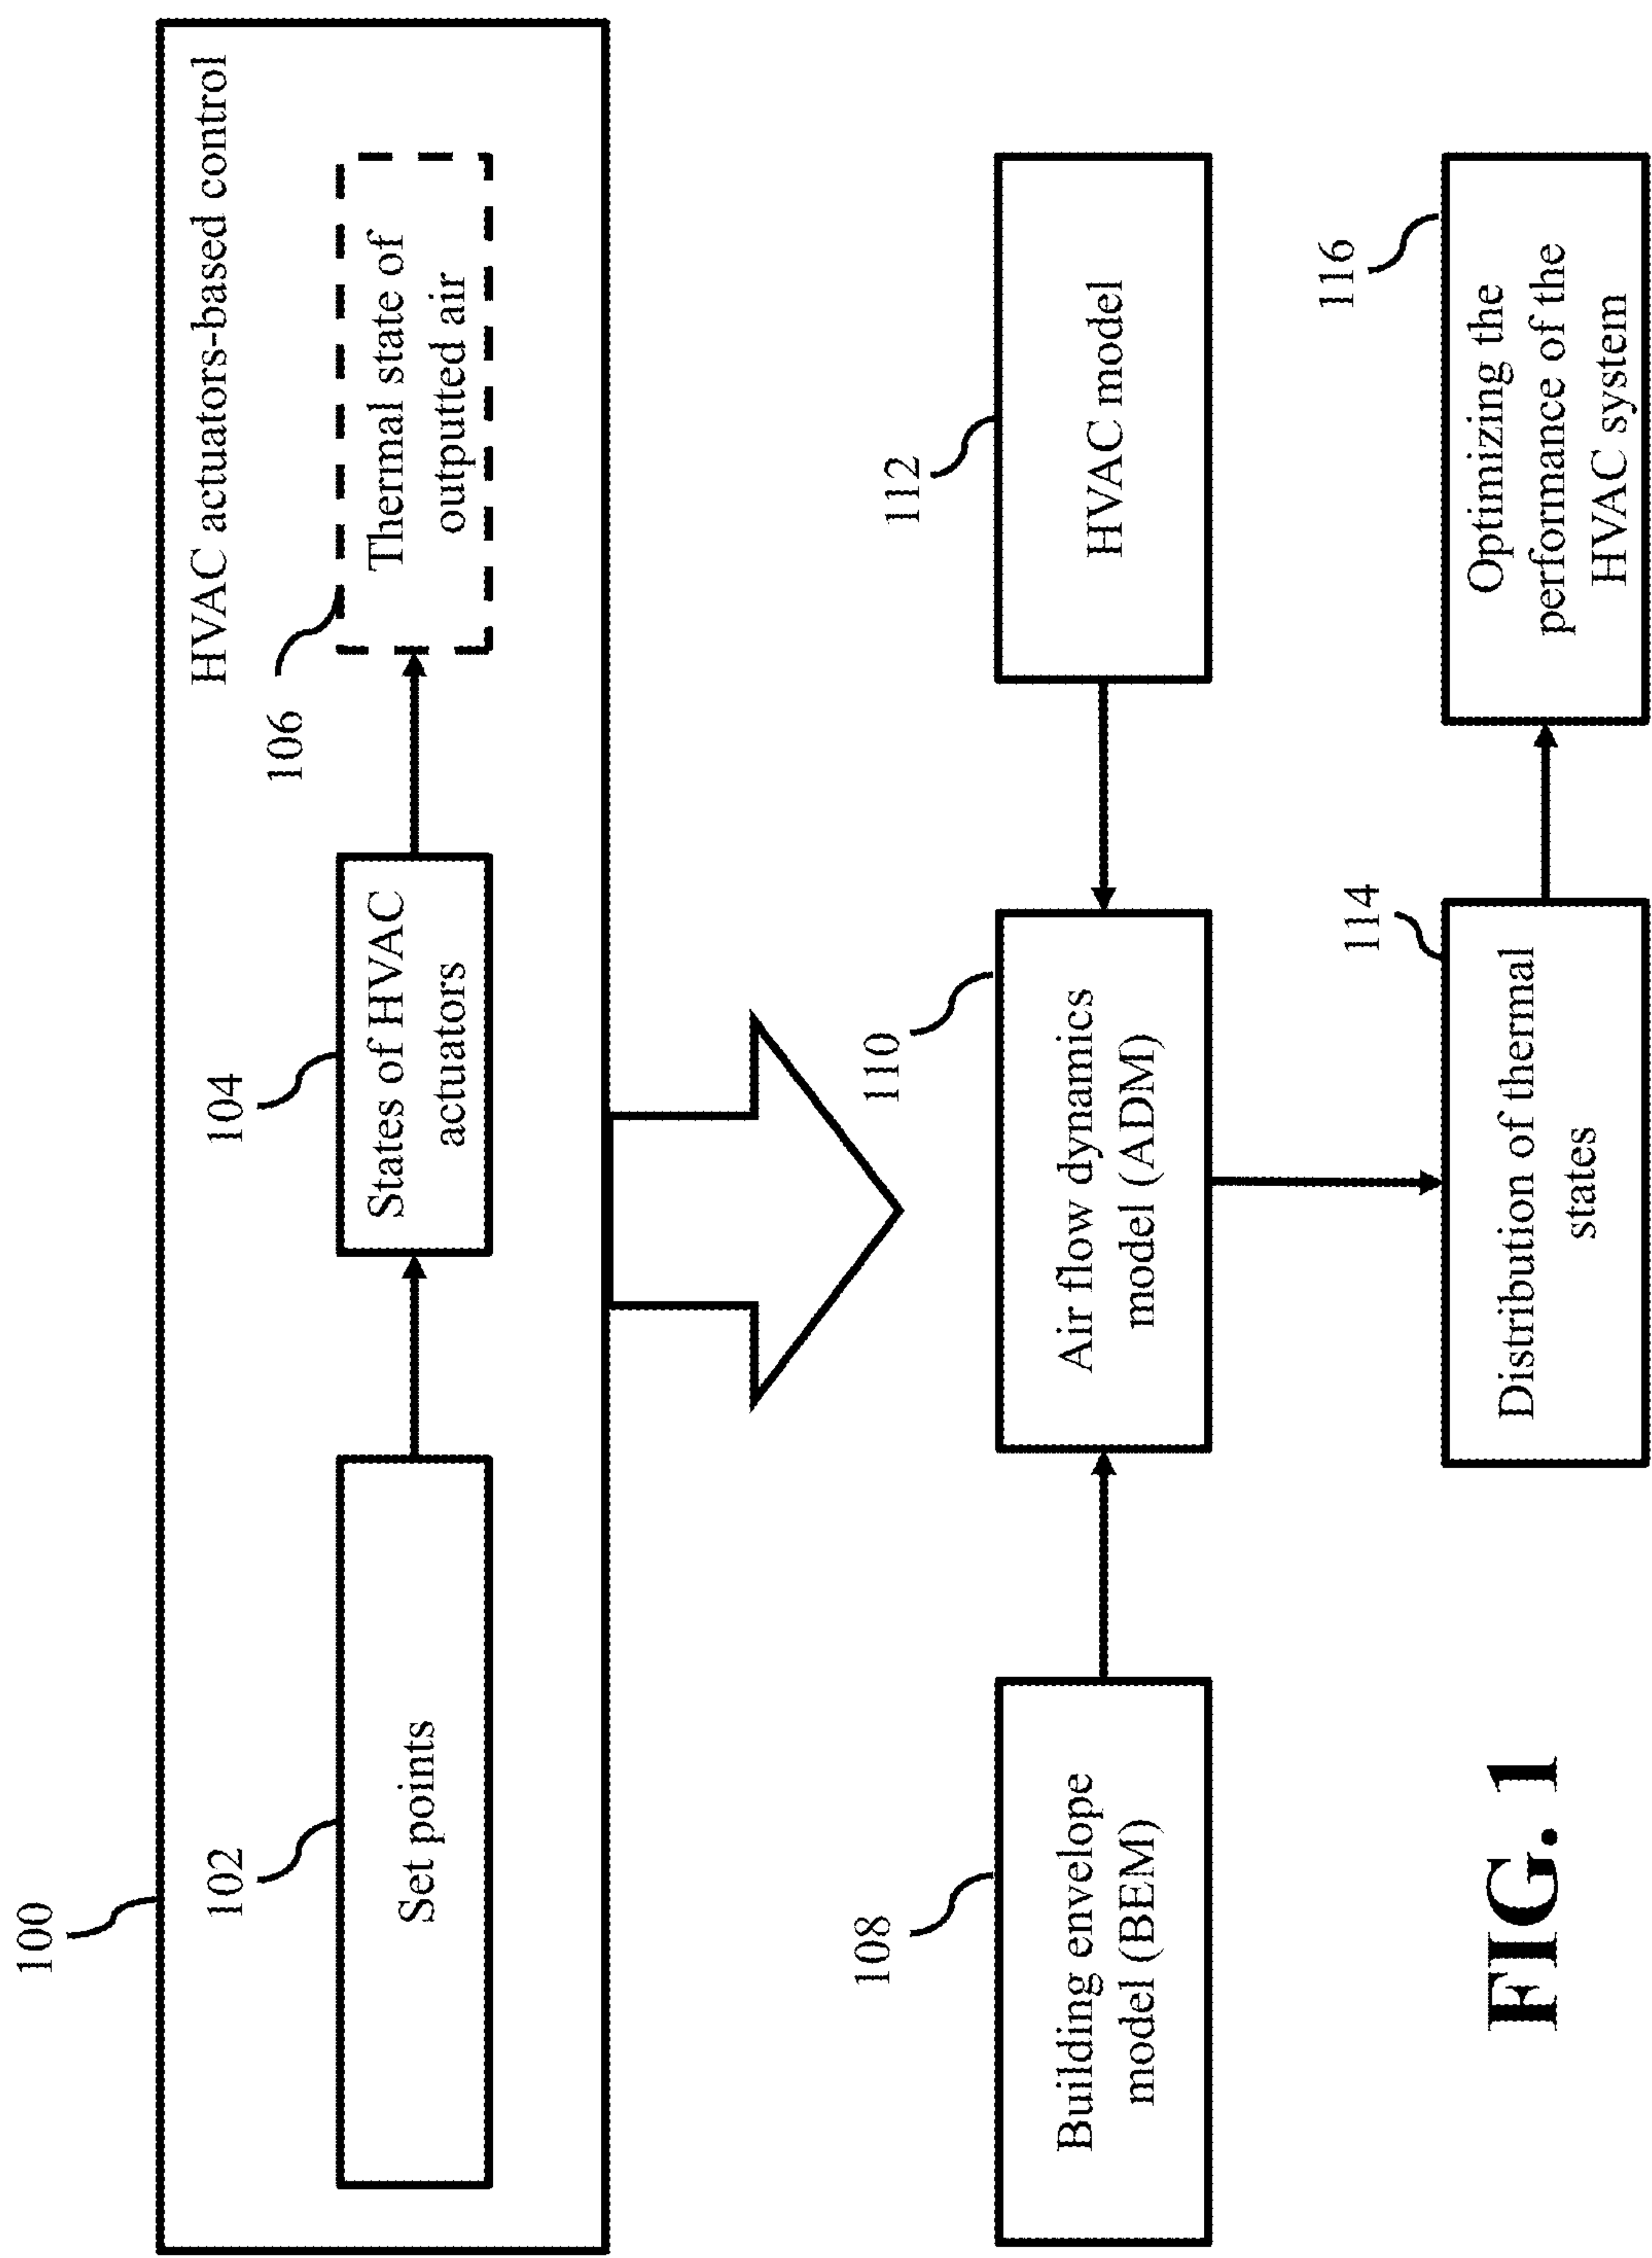 100
HVAC actuators-based control
102
104
106
Set points
States of HVAC
actuators
Thermal state of
outputted air
108
110
112
Building envelope
model (BEM)
Air flow dynamics
model (ADM)
HVAC model
114
116
Distribution of thermal
states
Optimizing the
performance of the
HVAC system
FIG. 1